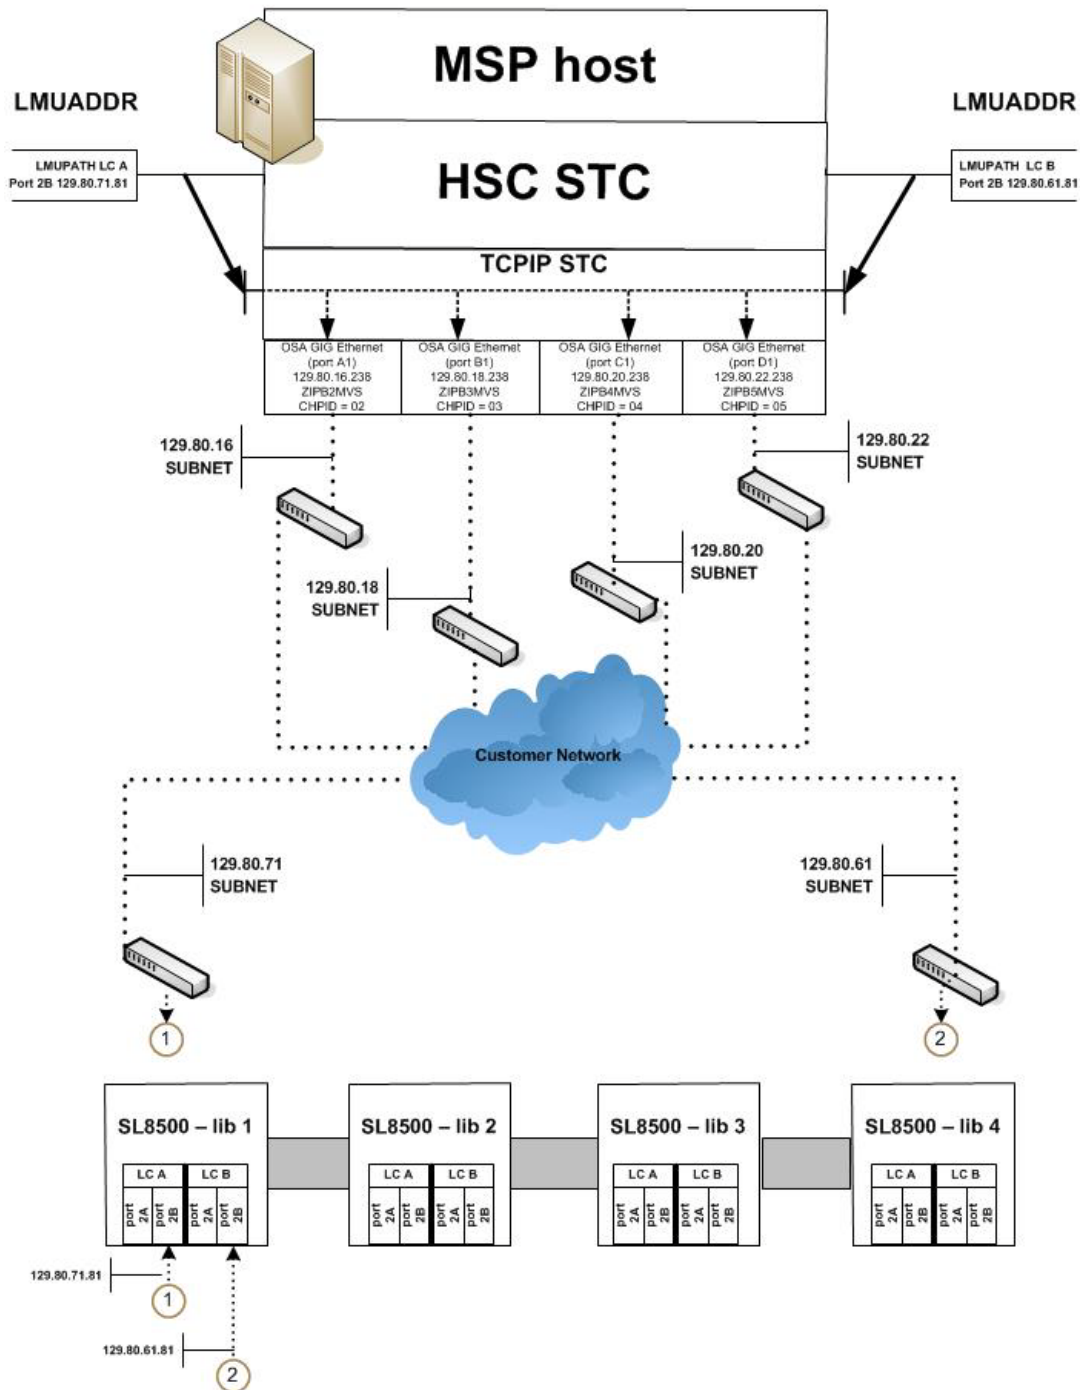 MSP host
LMUADDR
LMUADDR
LMUPATH LC A
Port 2B 129.80.71.81
HSC STC
LMUPATH LC B
Port 2B 129.80.61.81
TCPIP STC
OSA GIG Ethernet
(port A1)
129.80.16.238
ZIPB2MVS
CHPID = 02
OSA GIG Ethernet
(port B1)
129.80.18.238
ZIPB3MVS
CHPID = 03
OSA GIG Ethernet
(port C1)
129.80.20.238
ZIPB4MVS
CHPID = 04
OSA GIG Ethernet
(port D1)
129.80.22.238
ZIPB5MVS
CHPID = 05
129.80.16
SUBNET
129.80.22
SUBNET
129.80.20
SUBNET
129.80.18
SUBNET
Customer Network
129.80.71
SUBNET
129.80.61
SUBNET
1
2
SL8500 – lib 1
LC A
LC B
port 2A
port 2B
port 2A
port 2B
SL8500 – lib 2
LC A
LC B
port 2A
port 2B
port 2A
port 2B
SL8500 – lib 3
LC A
LC B
port 2A
port 2B
port 2A
port 2B
SL8500 – lib 4
LC A
LC B
port 2A
port 2B
port 2A
port 2B
129.80.71.81
1
129.80.61.81
2